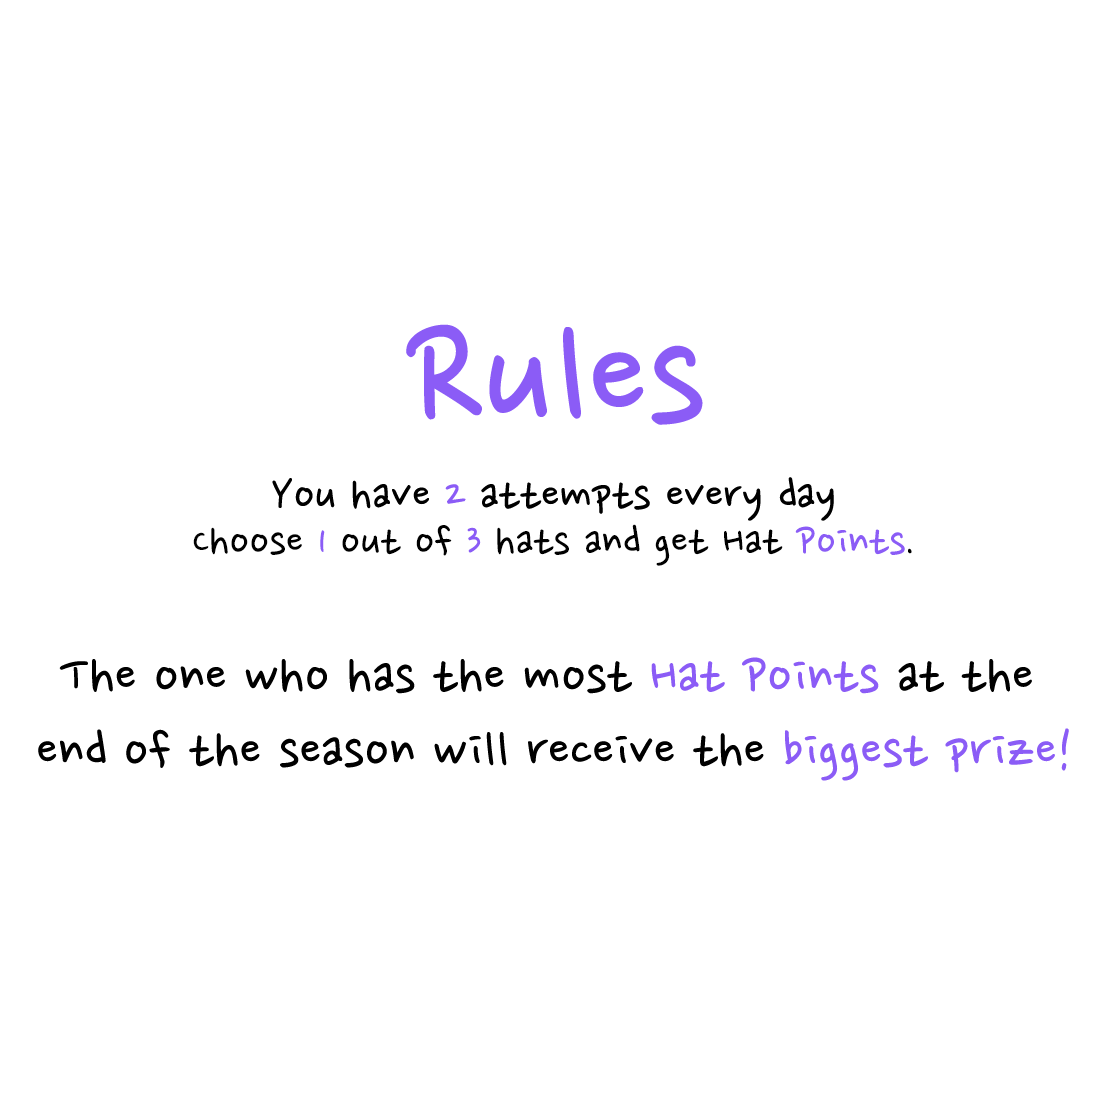 Rules
You have 2 attempts every day
choose 1 out of 3 hats and get Hat Points.
The one who has the most Hat Points at the
end of the season will receive the biggest prize!